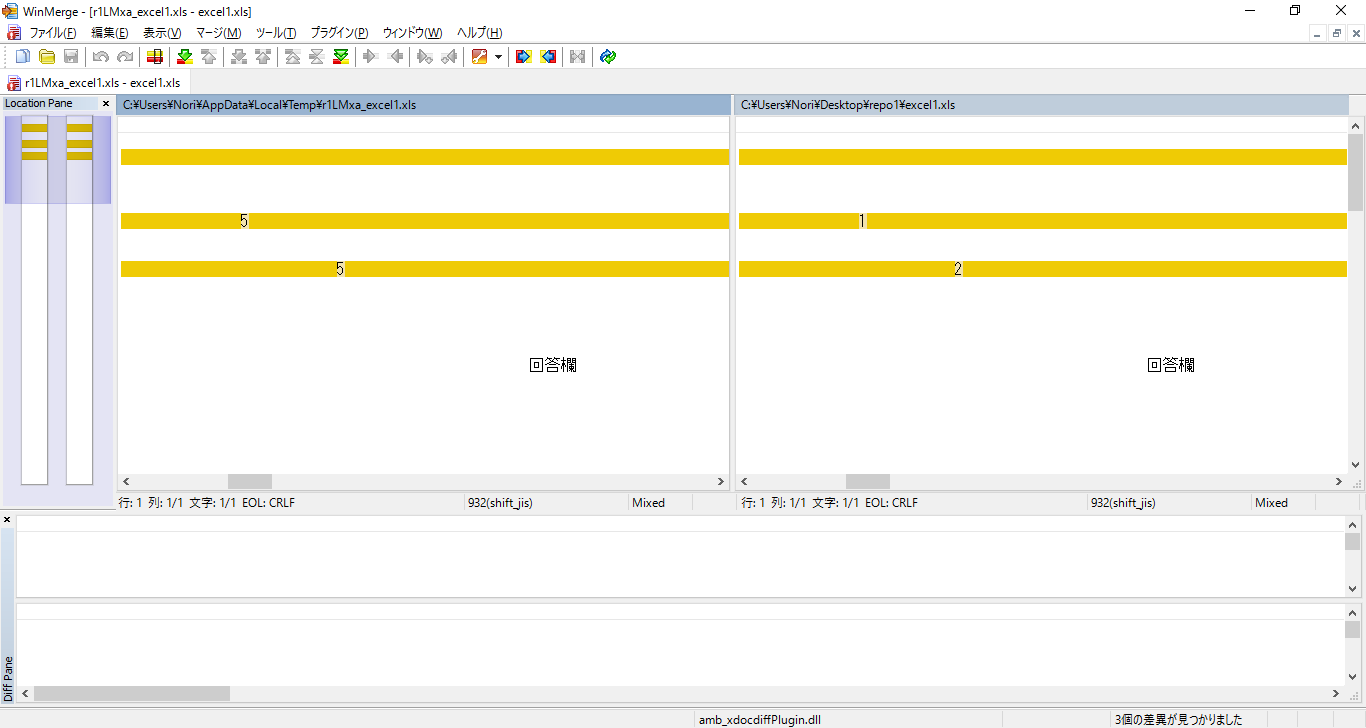 WinMerge - [r1LMxa_excel1.xls - excel1.xls]
ファイル(F) 編集(E) 表示(V) マージ(M) ツール(T) プラグイン(P) ウィンドウ(W) ヘルプ(H)
r1LMxa_excel1.xls - excel1.xls
Location Pane
C:¥Users¥Nori¥AppData¥Local¥Temp¥r1LMxa_excel1.xls
C:¥Users¥Nori¥Desktop¥repo1¥excel1.xls
5
1
5
2
回答欄
回答欄
行: 1 列: 1/1 文字: 1/1 EOL: CRLF 932(shift_jis) Mixed
行: 1 列: 1/1 文字: 1/1 EOL: CRLF 932(shift_jis) Mixed
Diff Pane
amb_xdocdiffPlugin.dll
3個の差異が見つかりました